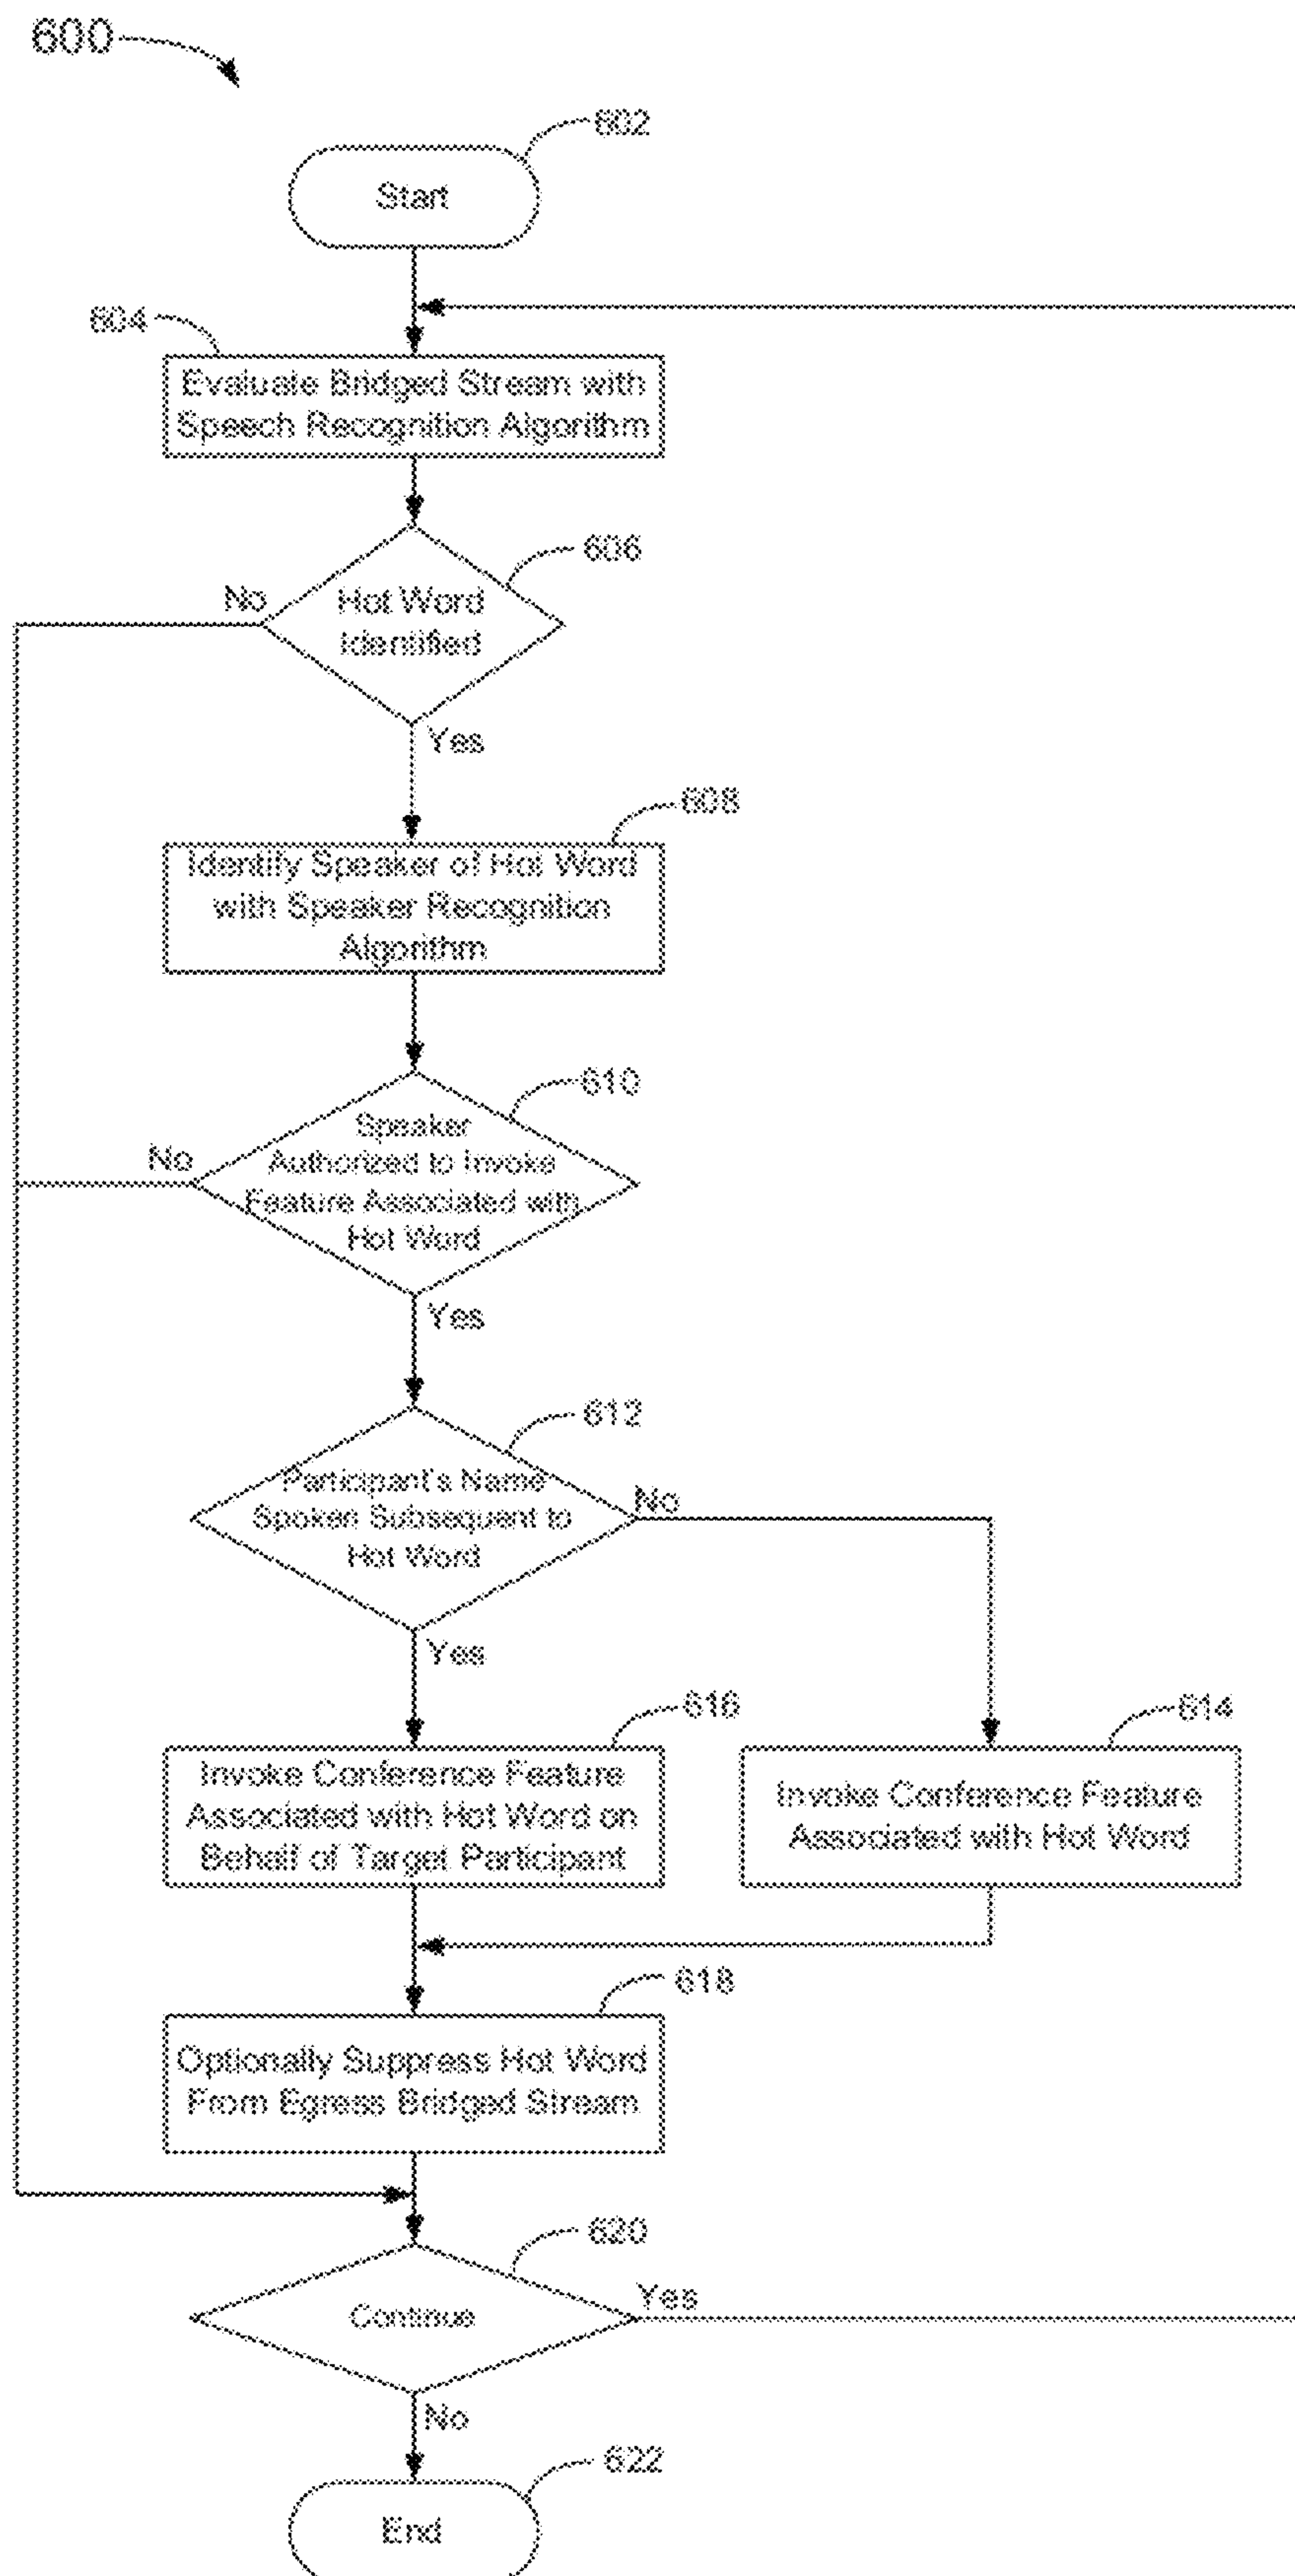 600
602
Start
604
Evaluate Bridged Stream with
Speech Recognition Algorithm
606
No
Hot Word
Identified
Yes
608
Identify Speaker of Hot Word
with Speaker Recognition
Algorithm
610
No
Speaker
Authorized to Invoke
Feature Associated with
Hot Word
Yes
612
Participant's Name
Spoken Subsequent to
Hot Word
No
Yes
616
614
Invoke Conference Feature
Associated with Hot Word on
Behalf of Target Participant
Invoke Conference Feature
Associated with Hot Word
618
Optionally Suppress Hot Word
From Egress Bridged Stream
620
Continue
Yes
No
622
End